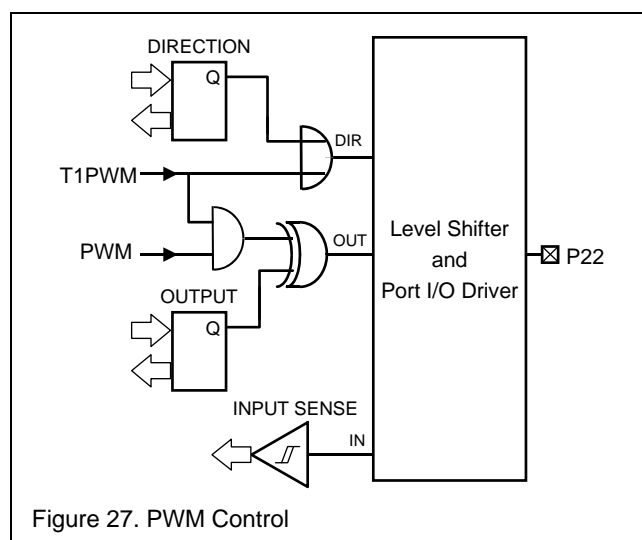 DIRECTION
Q
DIR
T1PWM
PWM
OUT
Level Shifter
and
Port I/O Driver
P22
OUTPUT
Q
INPUT SENSE
IN
Figure 27. PWM Control